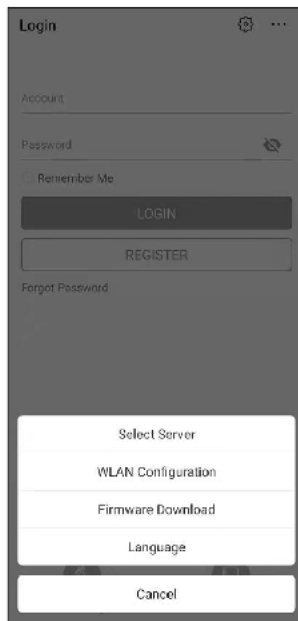 Login
Account
Password
Remember Me
LOGIN
REGISTER
Forgot Password
Select Server
WLAN Configuration
Firmware Download
Language
Cancel